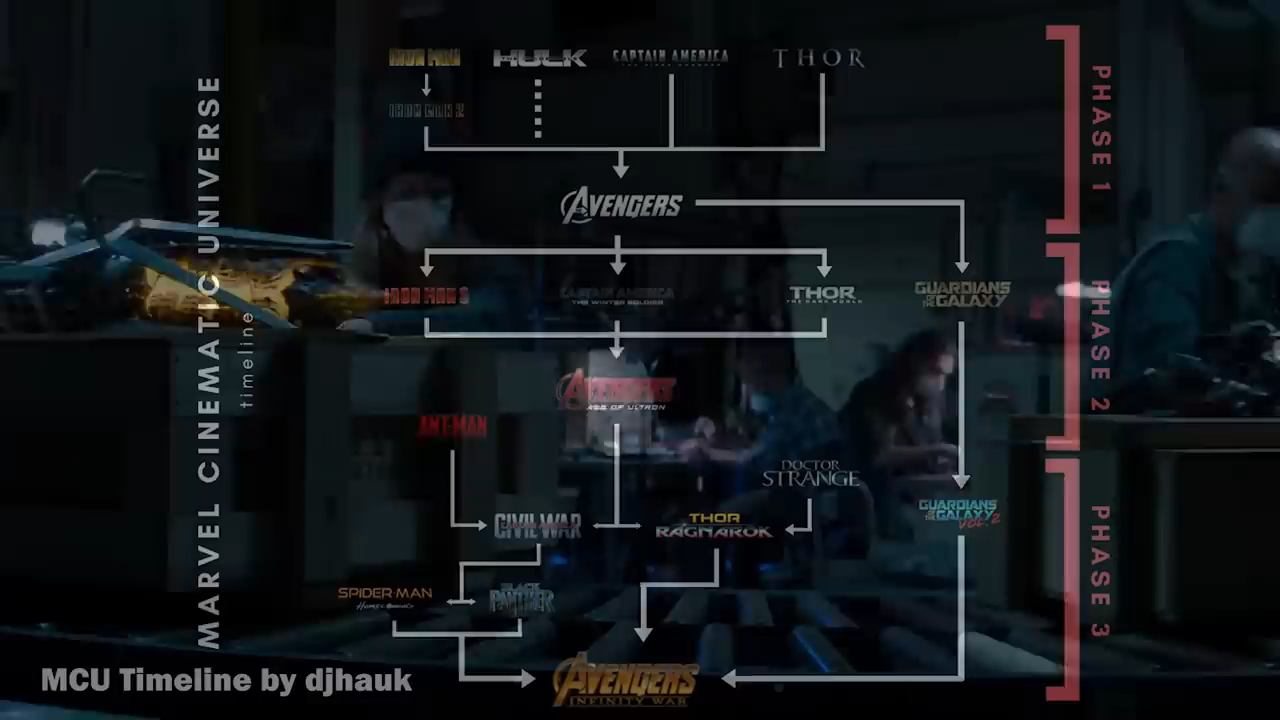 MARVEL CINEMATIC UNIVERSE
timeline
IRON MAN
HULK
CAPTAIN AMERICA
THOR
IRON MAN 2
AVENGERS
IRON MAN 3
CAPTAIN AMERICA
THE WINTER SOLDIER
THOR
THE DARK WORLD
GUARDIANS
OF THE
GALAXY
AVENGERS
AGE OF ULTRON
ANT-MAN
DOCTOR
STRANGE
CIVIL WAR
THOR
RAGNAROK
GUARDIANS
OF THE
GALAXY
VOL. 2
SPIDER-MAN
Homecoming
BLACK
PANTHER
AVENGERS
INFINITY WAR
PHASE 1
PHASE 2
PHASE 3
MCU Timeline by djhauk